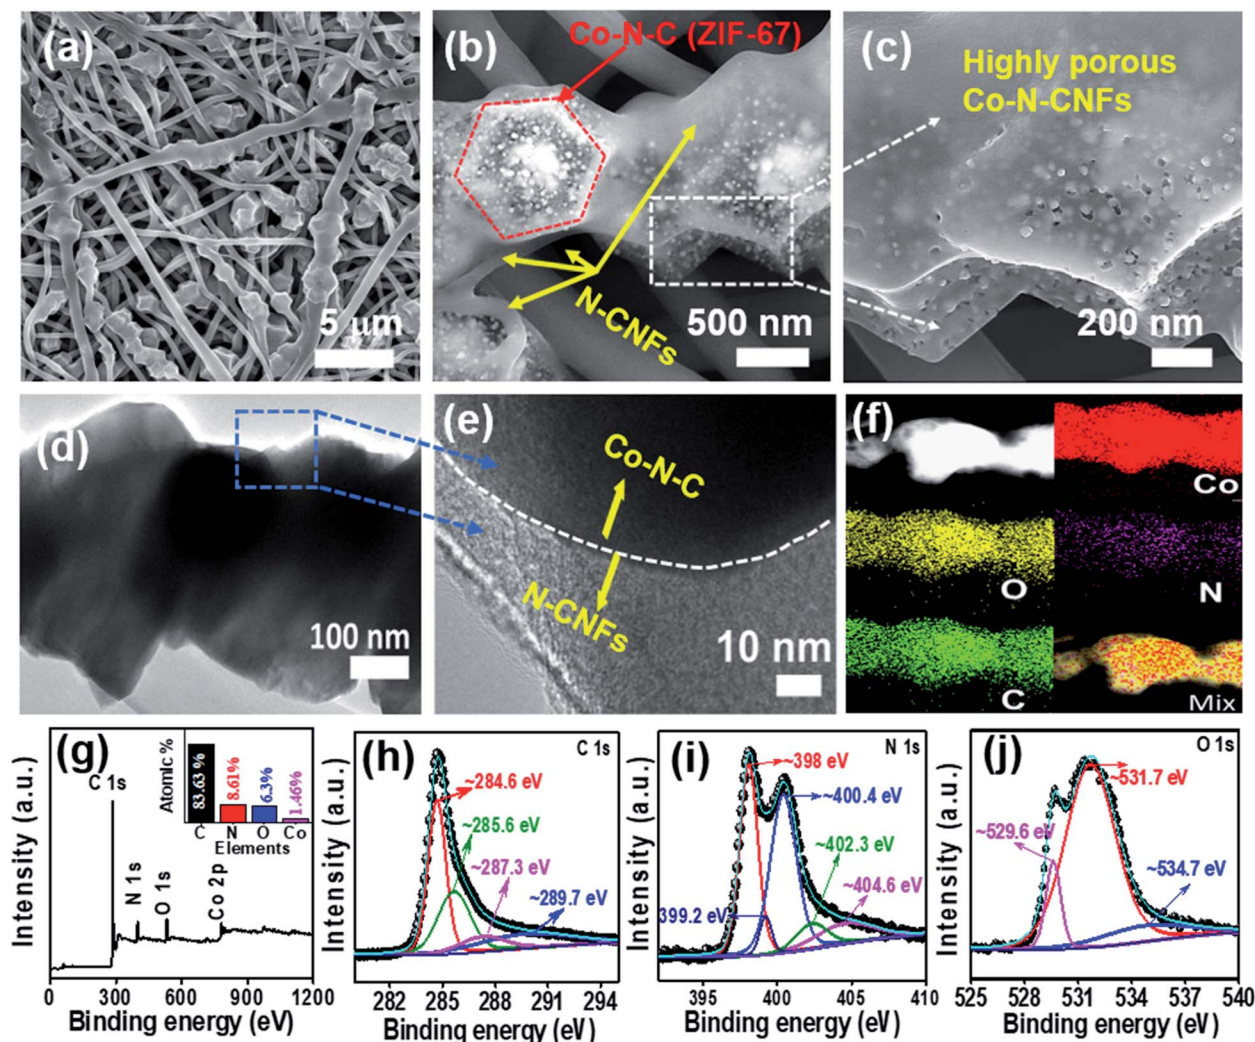 (a)
5 μm
(b)
Co-N-C (ZIF-67)
N-CNFs
500 nm
(c)
Highly porous
Co-N-CNFs
200 nm
(d)
100 nm
(e)
Co-N-C
N-CNFs
10 nm
(f)
Co
O
N
C
Mix
(g)
Intensity (a.u.)
C 1s
N 1s
O 1s
Co 2p
Atomic %
83.63 %
8.61%
6.3%
1.46%
C N O Co
Elements
0 300 600 900 1200
Binding energy (eV)
(h)
C 1s
Intensity (a.u.)
~284.6 eV
~285.6 eV
~287.3 eV
~289.7 eV
282 285 288 291 294
Binding energy (eV)
(i)
N 1s
Intensity (a.u.)
~398 eV
~400.4 eV
~402.3 eV
~404.6 eV
399.2 eV
395 400 405 410
Binding energy (eV)
(j)
O 1s
Intensity (a.u.)
~531.7 eV
~529.6 eV
~534.7 eV
525 528 531 534 537 540
Binding energy (eV)